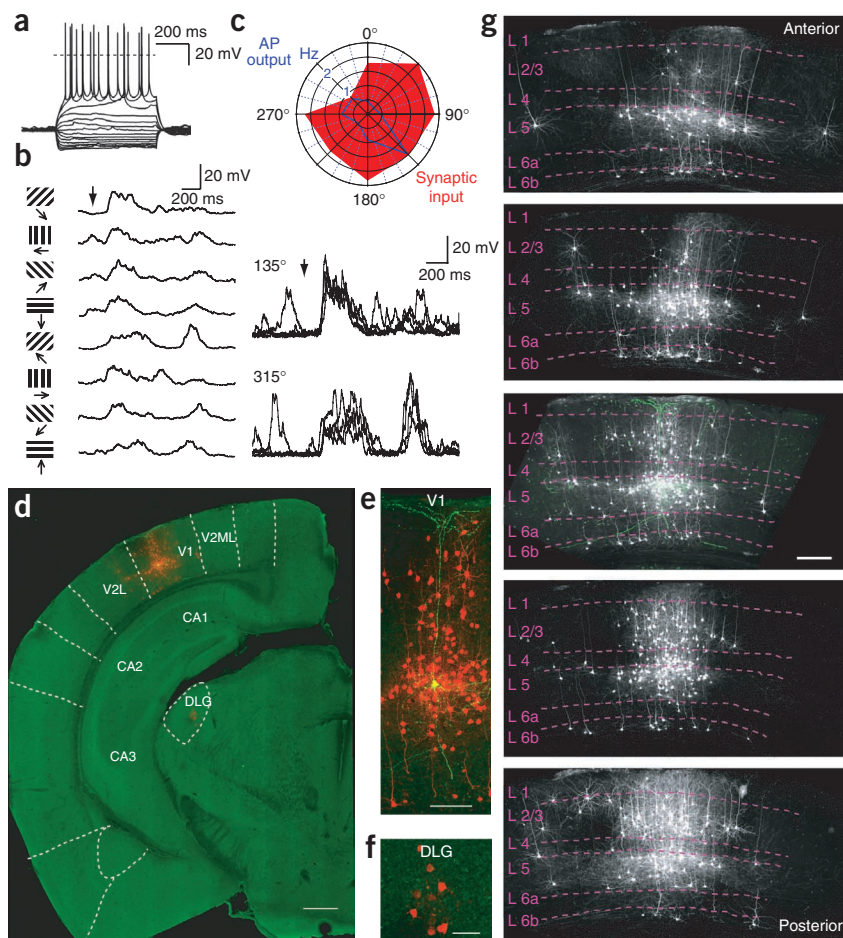 a
200 ms
20 mV
b
20 mV
200 ms
c
AP
output
Hz
2
1
0°
90°
180°
270°
Synaptic
input
20 mV
200 ms
135°
315°
d
V2L
V1
V2ML
CA1
CA2
CA3
DLG
e
V1
f
DLG
g
Anterior
L 1
L 2/3
L 4
L 5
L 6a
L 6b
L 1
L 2/3
L 4
L 5
L 6a
L 6b
L 1
L 2/3
L 4
L 5
L 6a
L 6b
L 1
L 2/3
L 4
L 5
L 6a
L 6b
L 1
L 2/3
L 4
L 5
L 6a
L 6b
Posterior